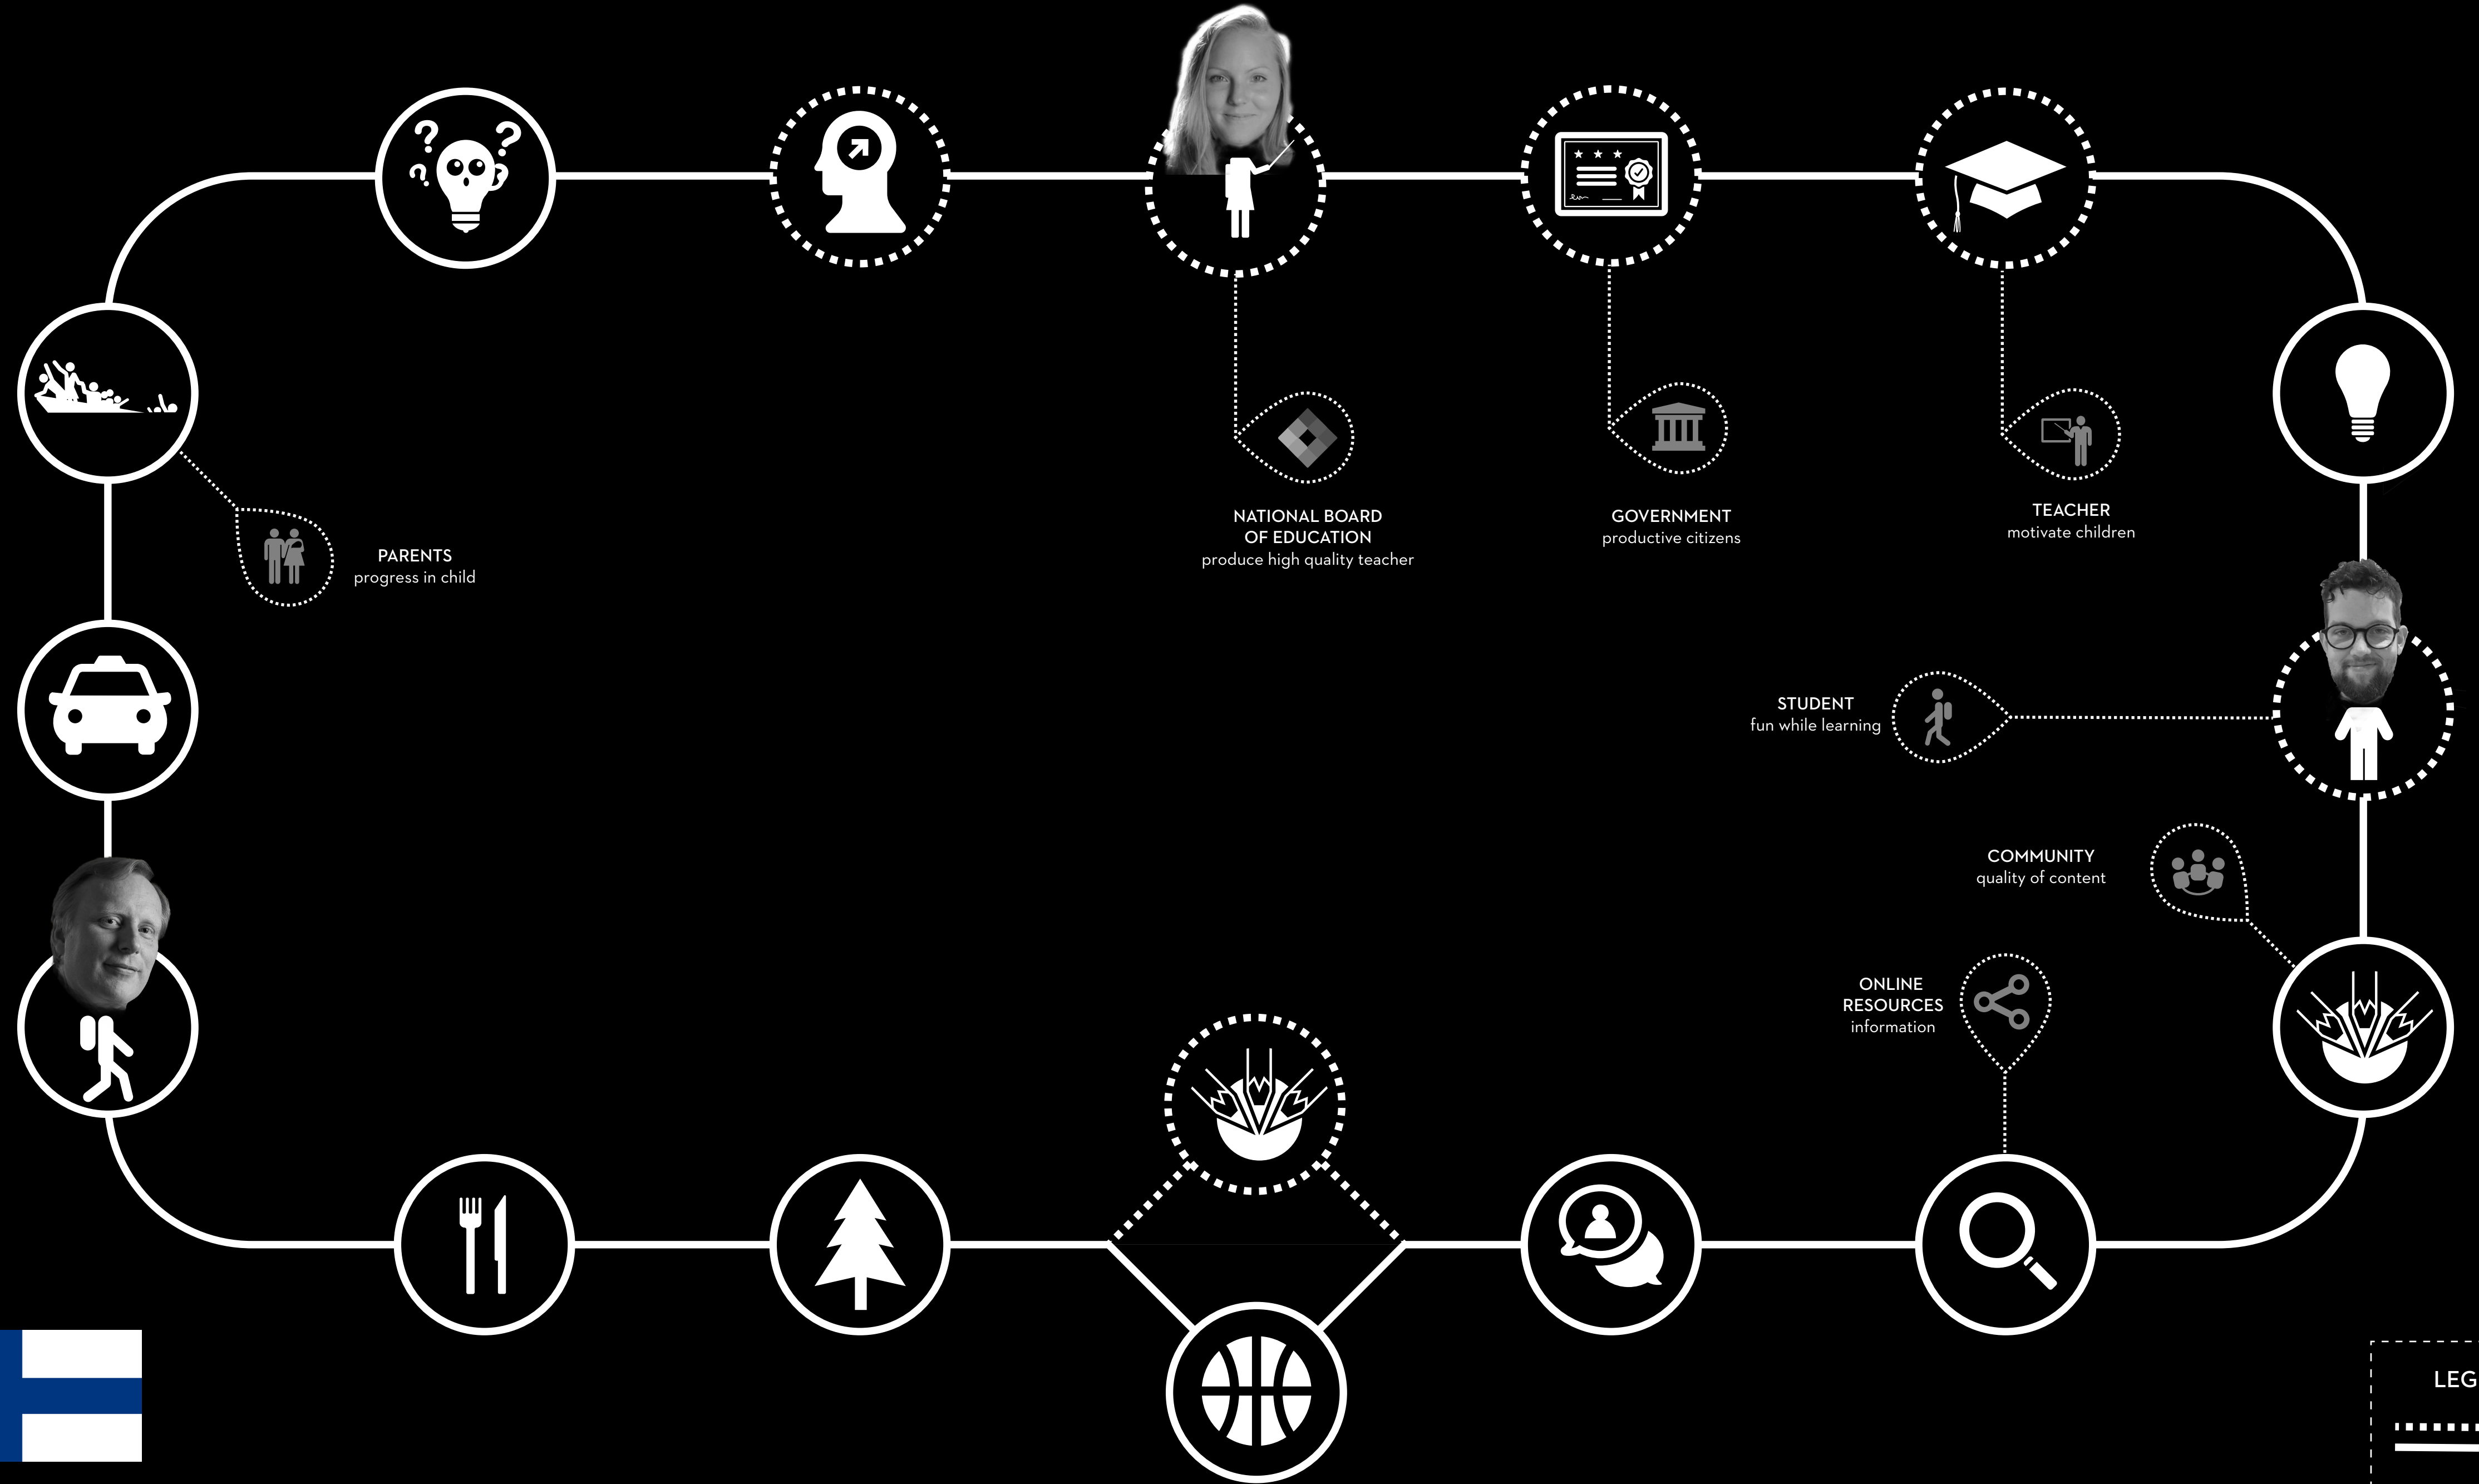 NATIONAL BOARD
OF EDUCATION
produce high quality teacher
GOVERNMENT
productive citizens
TEACHER
motivate children
PARENTS
progress in child
STUDENT
fun while learning
COMMUNITY
quality of content
ONLINE
RESOURCES
information
LEG